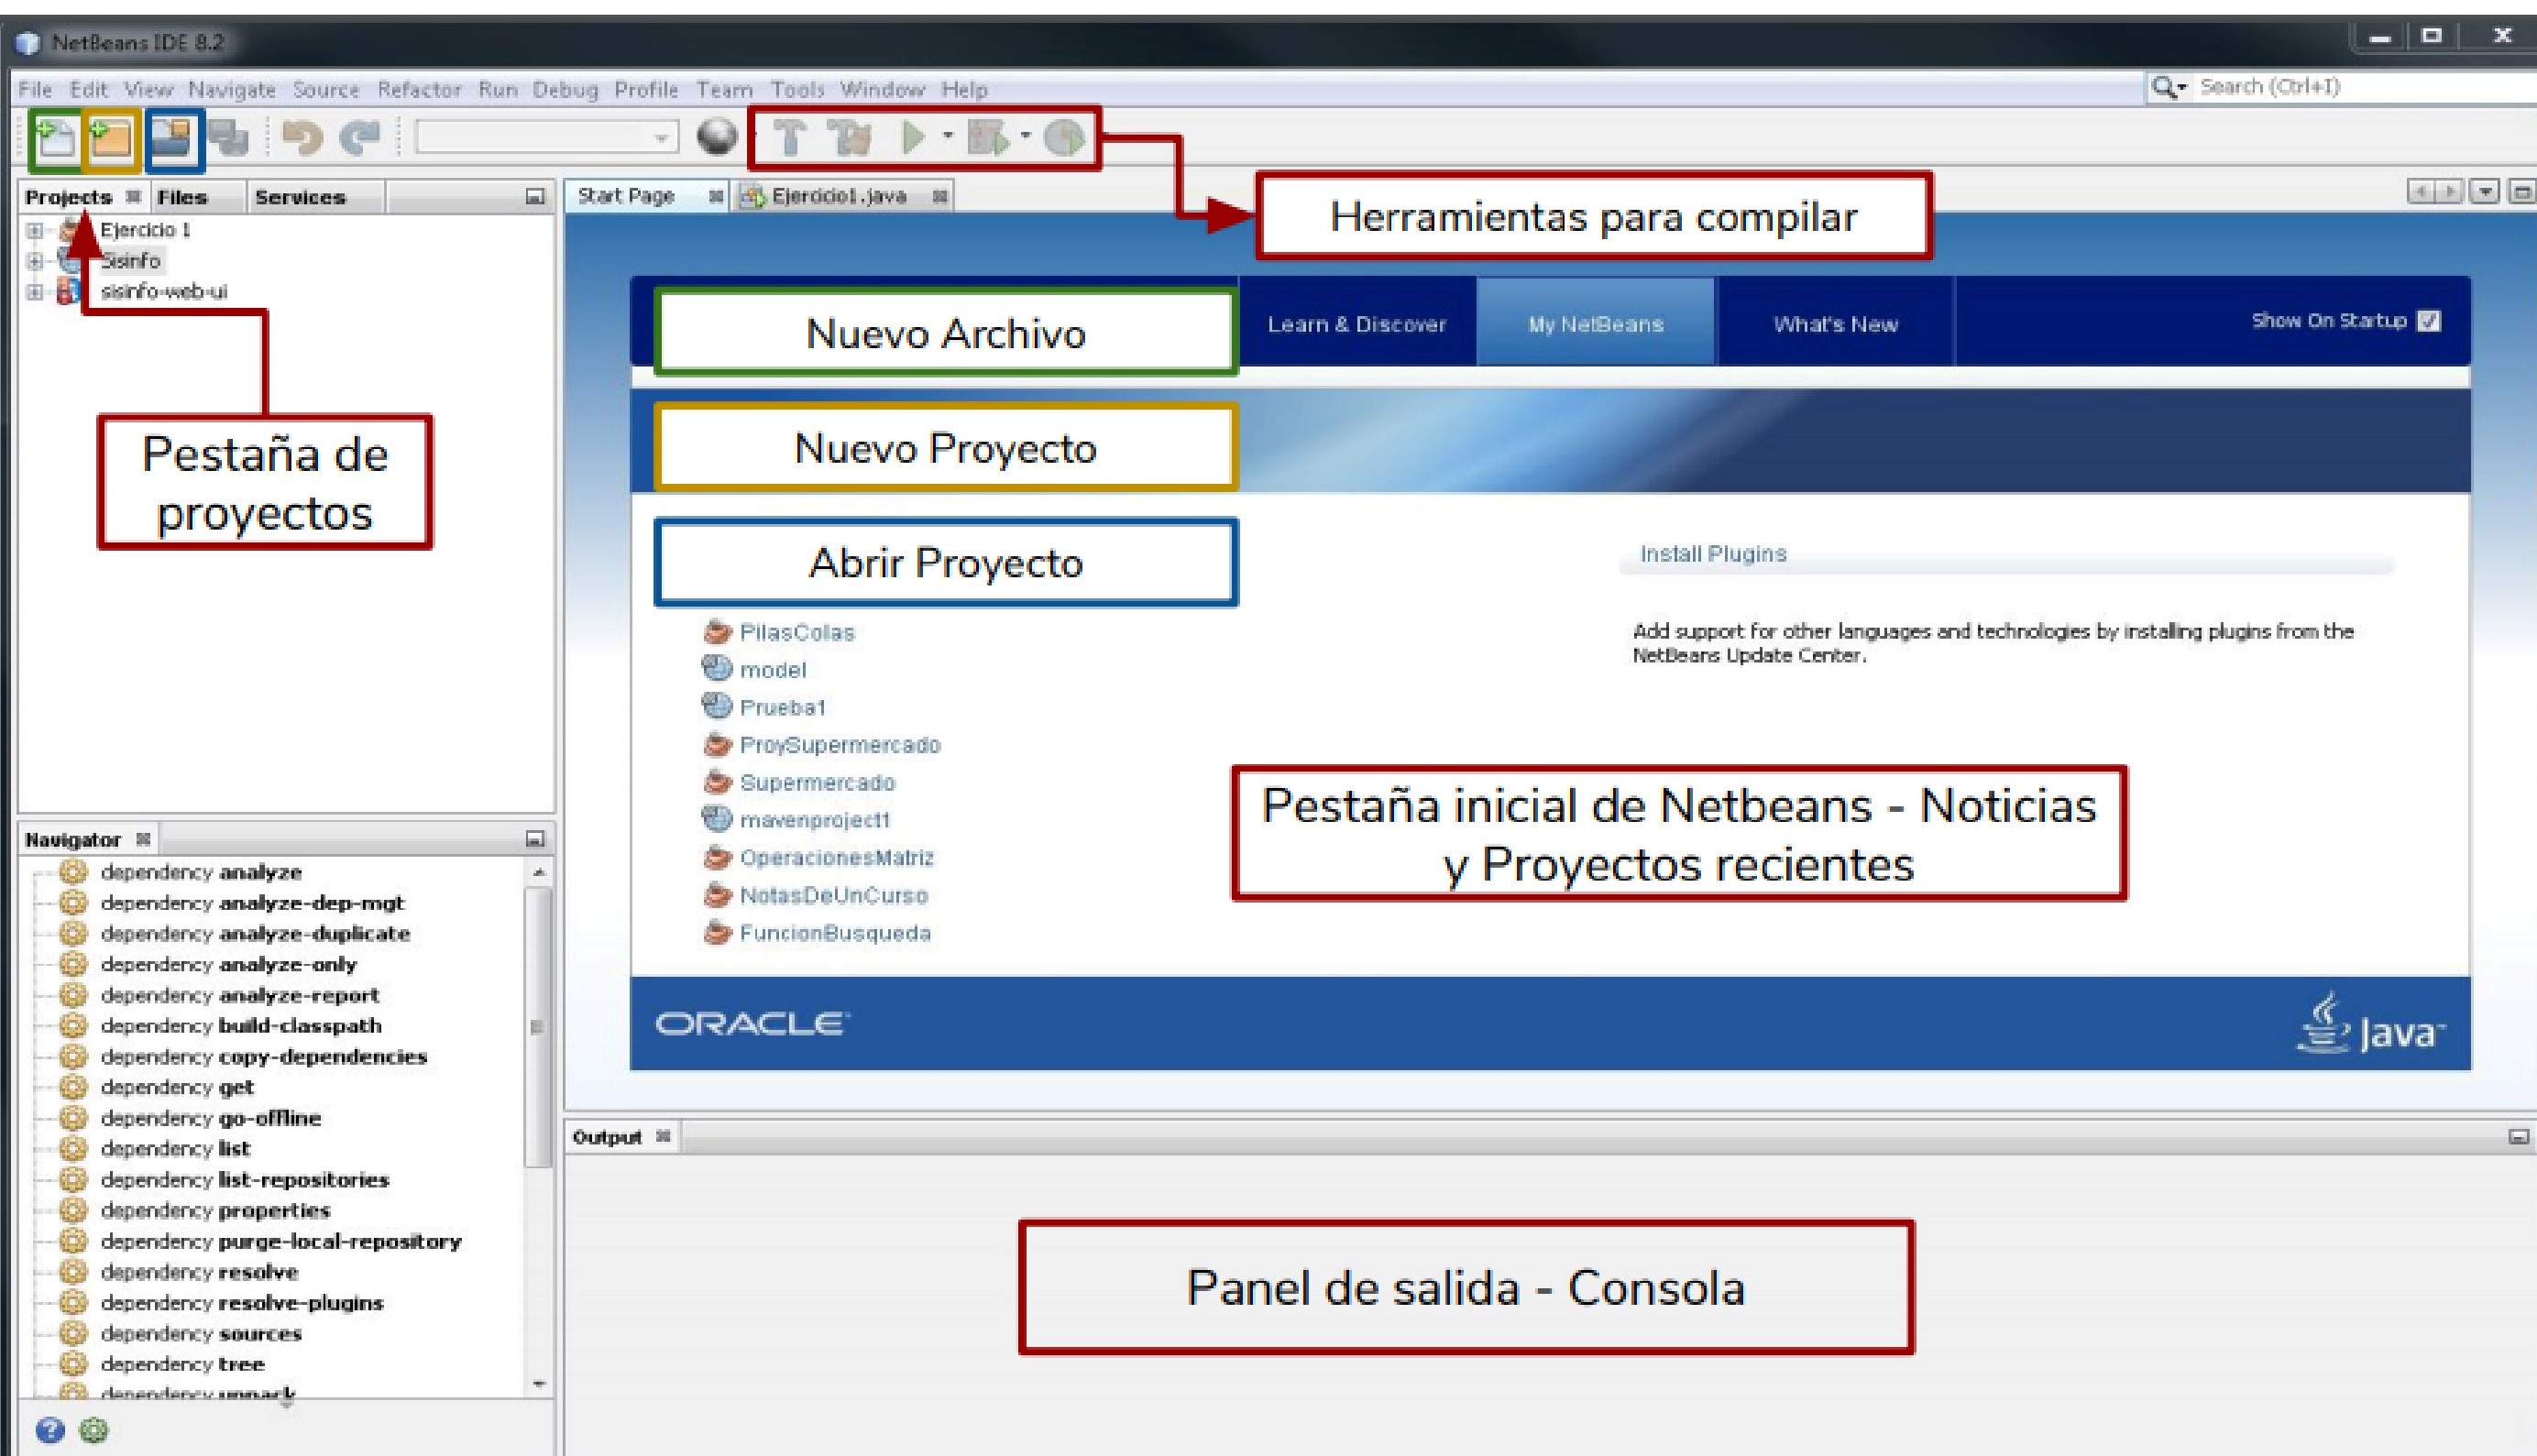 NetBeans IDE 8.2
File Edit View Navigate Source Refactor Run Debug Profile Team Tools Window Help
Search (Ctrl+I)
Projects Files Services
Start Page Ejercicio1.java
Herramientas para compilar
Ejercicio 1
Sisinfo
sisinfo-web-ui
Nuevo Archivo
Learn & Discover
My NetBeans
What's New
Show On Startup
Nuevo Proyecto
Pestaña de
proyectos
Abrir Proyecto
Install Plugins
PilasColas
model
Prueba1
ProySupermercado
Supermercado
mavenproject1
OperacionesMatriz
NotasDeUnCurso
FuncionBusqueda
Add support for other languages and technologies by installing plugins from the
NetBeans Update Center.
Pestaña inicial de Netbeans - Noticias
y Proyectos recientes
ORACLE
Java
Navigator
dependency analyze
dependency analyze-dep-mgt
dependency analyze-duplicate
dependency analyze-only
dependency analyze-report
dependency build-classpath
dependency copy-dependencies
dependency get
dependency go-offline
dependency list
dependency list-repositories
dependency properties
dependency purge-local-repository
dependency resolve
dependency resolve-plugins
dependency sources
dependency tree
dependency unpack
Output
Panel de salida - Consola